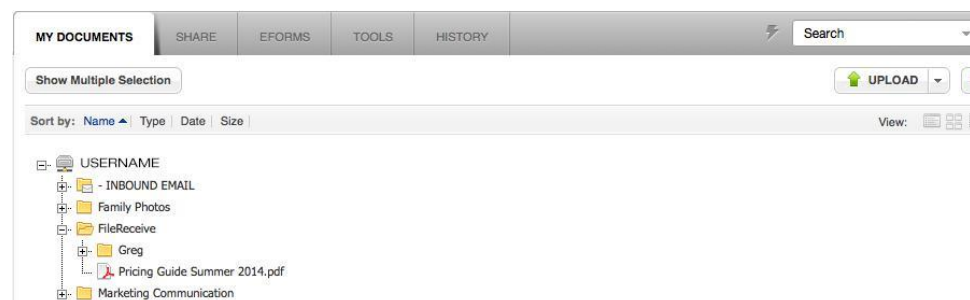 MY DOCUMENTS SHARE EFORMS TOOLS HISTORY Search
Show Multiple Selection UPLOAD
Sort by: Name Type Date Size View:
USERNAME
- INBOUND EMAIL
Family Photos
FileReceive
Greg
Pricing Guide Summer 2014.pdf
Marketing Communication